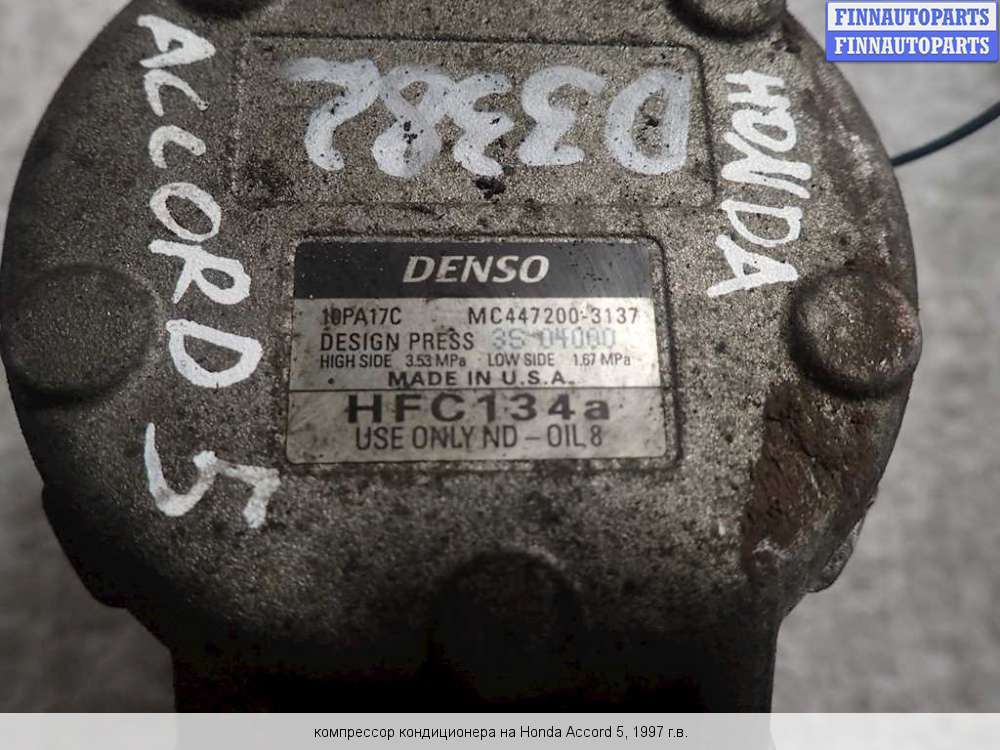 FINNAUTOPARTS
FINNAUTOPARTS
D3382
HONDA
ACCORD 5
DENSO
10PA17C MC447200-3137
DESIGN PRESS 3S 04000
HIGH SIDE 3.53 MPa LOW SIDE 1.67 MPa
MADE IN U.S.A.
HFC134a
USE ONLY ND-OIL 8
компрессор кондиционера на Honda Accord 5, 1997 г.в.